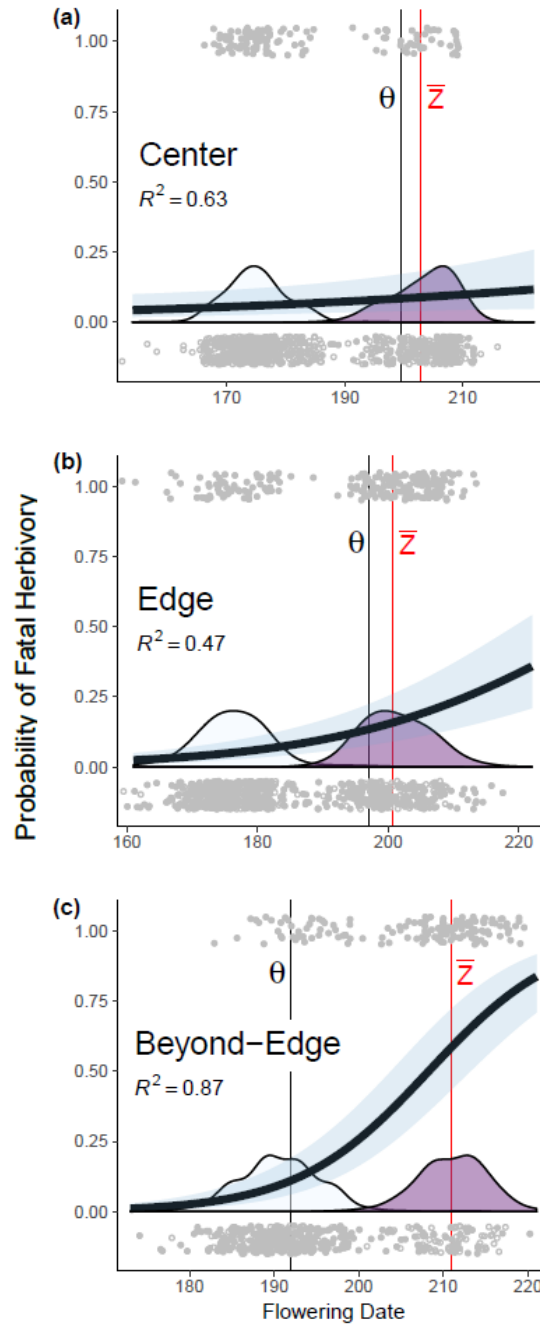 (a)
1.00
θ
Z̅
0.75
Center
0.50
R² = 0.63
0.25
0.00
170
190
210
(b)
1.00
θ
Z̅
0.75
Edge
0.50
R² = 0.47
0.25
0.00
160
180
200
220
Probability of Fatal Herbivory
(c)
1.00
θ
Z̅
0.75
Beyond−Edge
0.50
R² = 0.87
0.25
0.00
180
190
200
210
220
Flowering Date